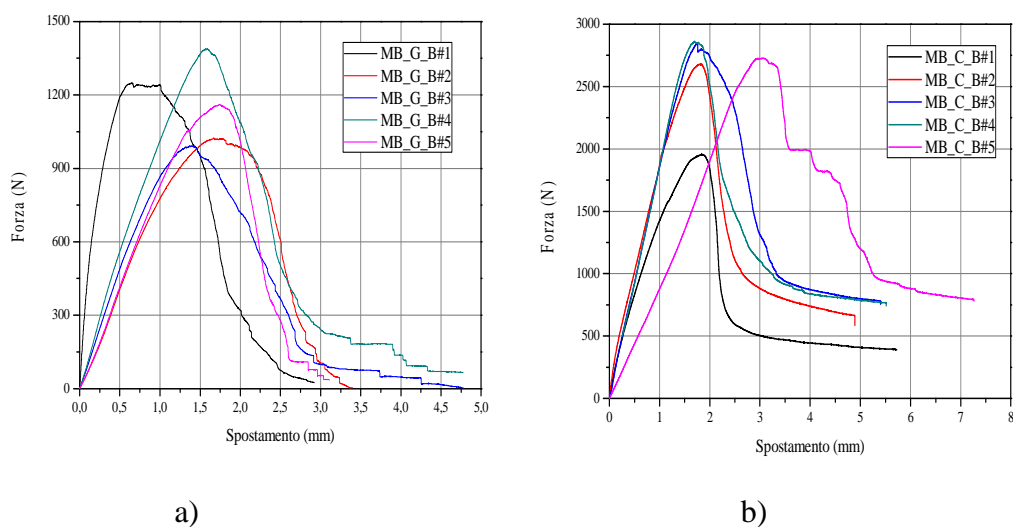 1500
1200
900
600
300
0
Forza (N)
0,0 0,5 1,0 1,5 2,0 2,5 3,0 3,5 4,0 4,5 5,0
Spostamento (mm)
MB_G_B#1
MB_G_B#2
MB_G_B#3
MB_G_B#4
MB_G_B#5
a)
3000
2500
2000
1500
1000
500
0
Forza (N)
0 1 2 3 4 5 6 7 8
Spostamento (mm)
MB_C_B#1
MB_C_B#2
MB_C_B#3
MB_C_B#4
MB_C_B#5
b)